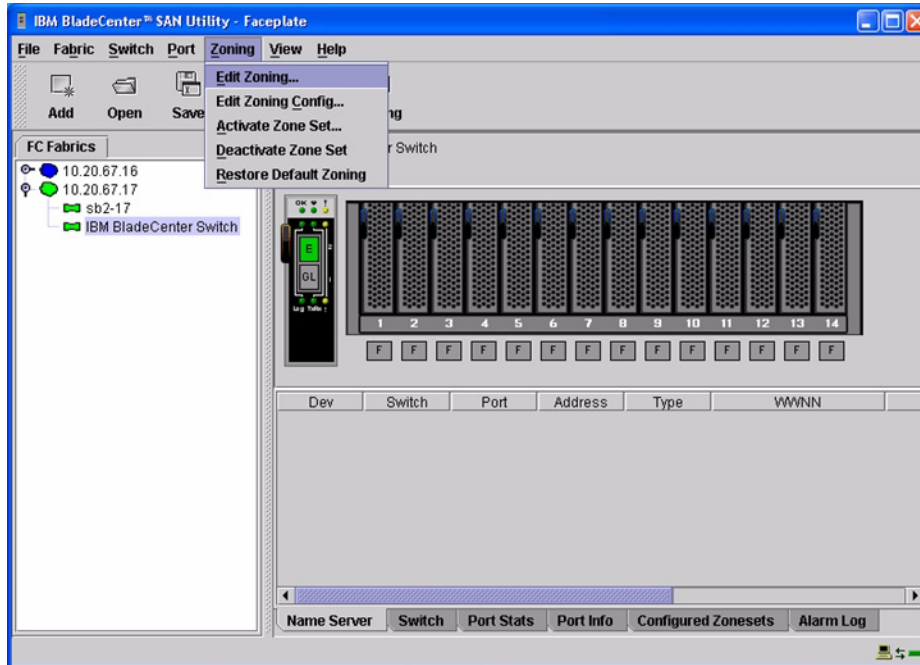 IBM BladeCenter™ SAN Utility - Faceplate
File Fabric Switch Port Zoning View Help
Edit Zoning...
Edit Zoning Config...
Activate Zone Set...
Deactivate Zone Set
Restore Default Zoning
Add Open Save ng
FC Fabrics
r Switch
10.20.67.16
10.20.67.17
sb2-17
IBM BladeCenter Switch
OK !
E 2
GL 1
Log TxRx !
1 2 3 4 5 6 7 8 9 10 11 12 13 14
F F F F F F F F F F F F F F
Dev Switch Port Address Type WWNN
Name Server Switch Port Stats Port Info Configured Zonesets Alarm Log